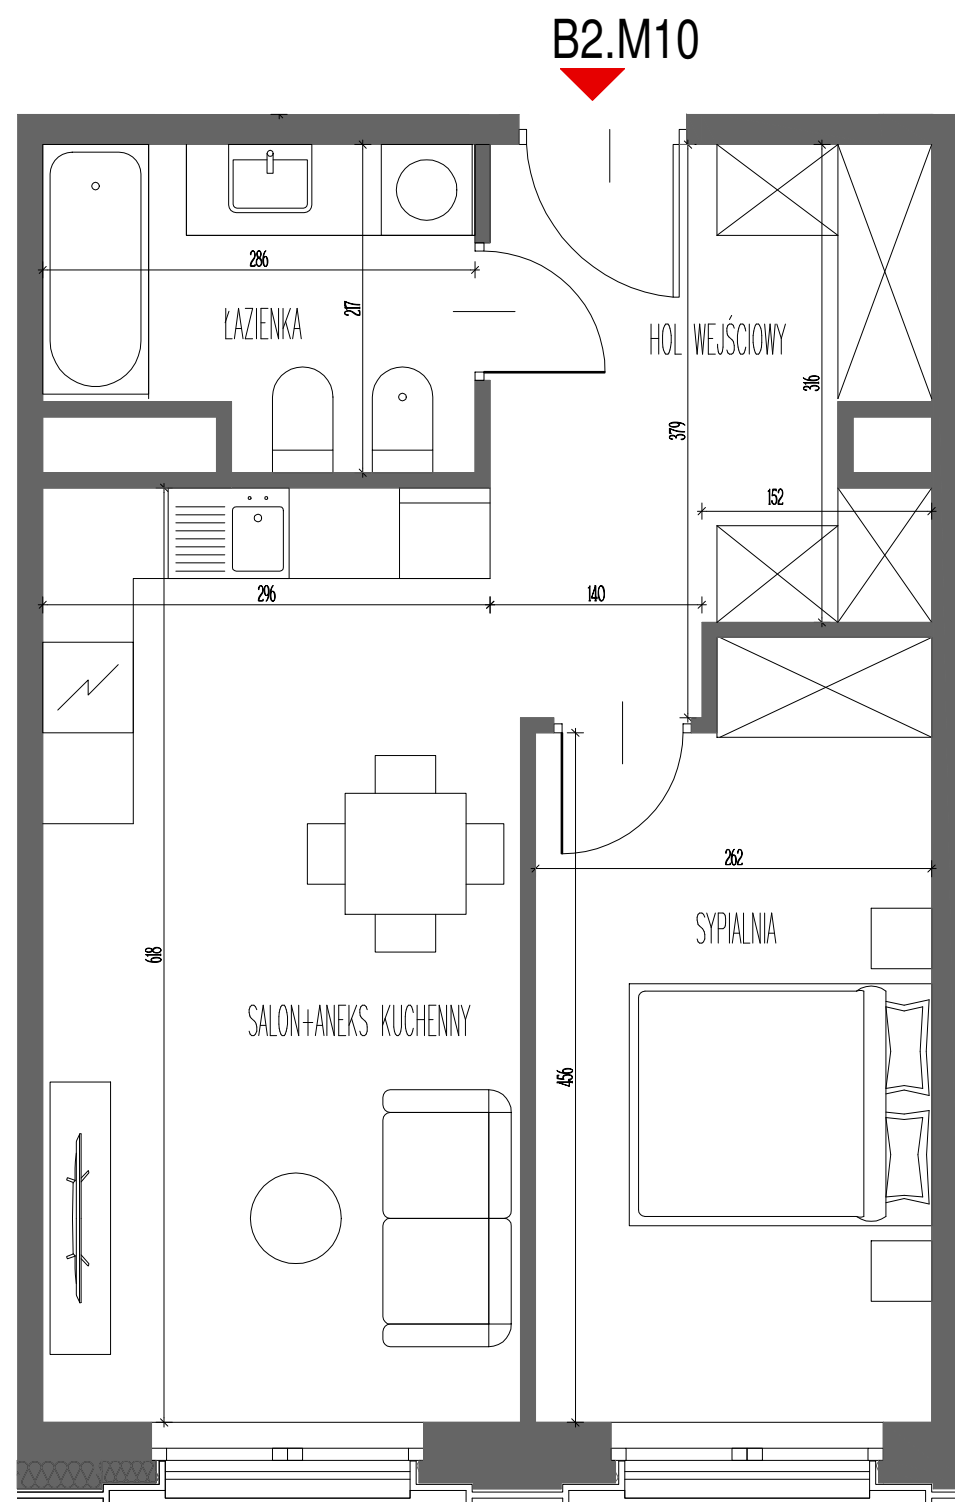 B2.M10
286
217
ŁAZIENKA
HOL WEJŚCIOWY
316
379
152
296
140
262
SYPIALNIA
618
SALON+ANEKS KUCHENNY
456